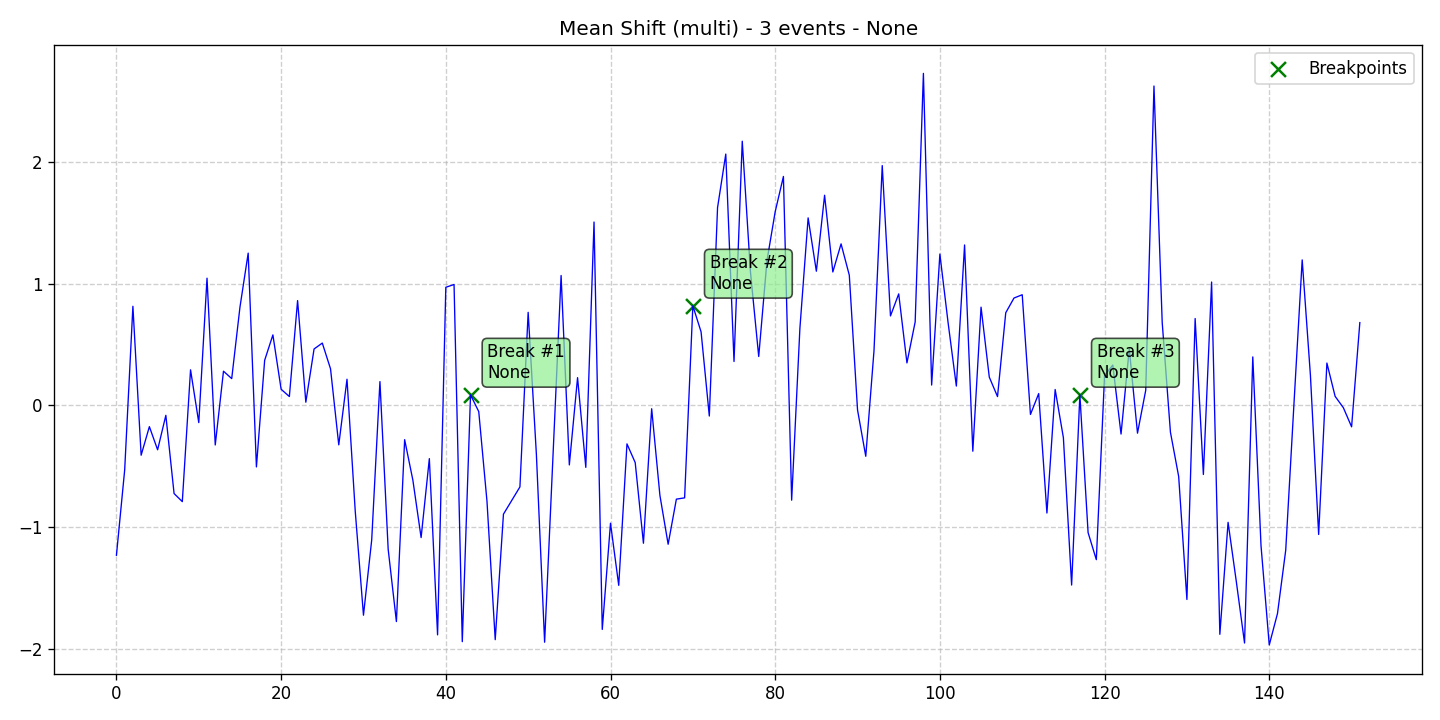 Mean Shift (multi) - 3 events - None
Breakpoints
2
1
0
−1
−2
Break #1
None
Break #2
None
Break #3
None
0
20
40
60
80
100
120
140